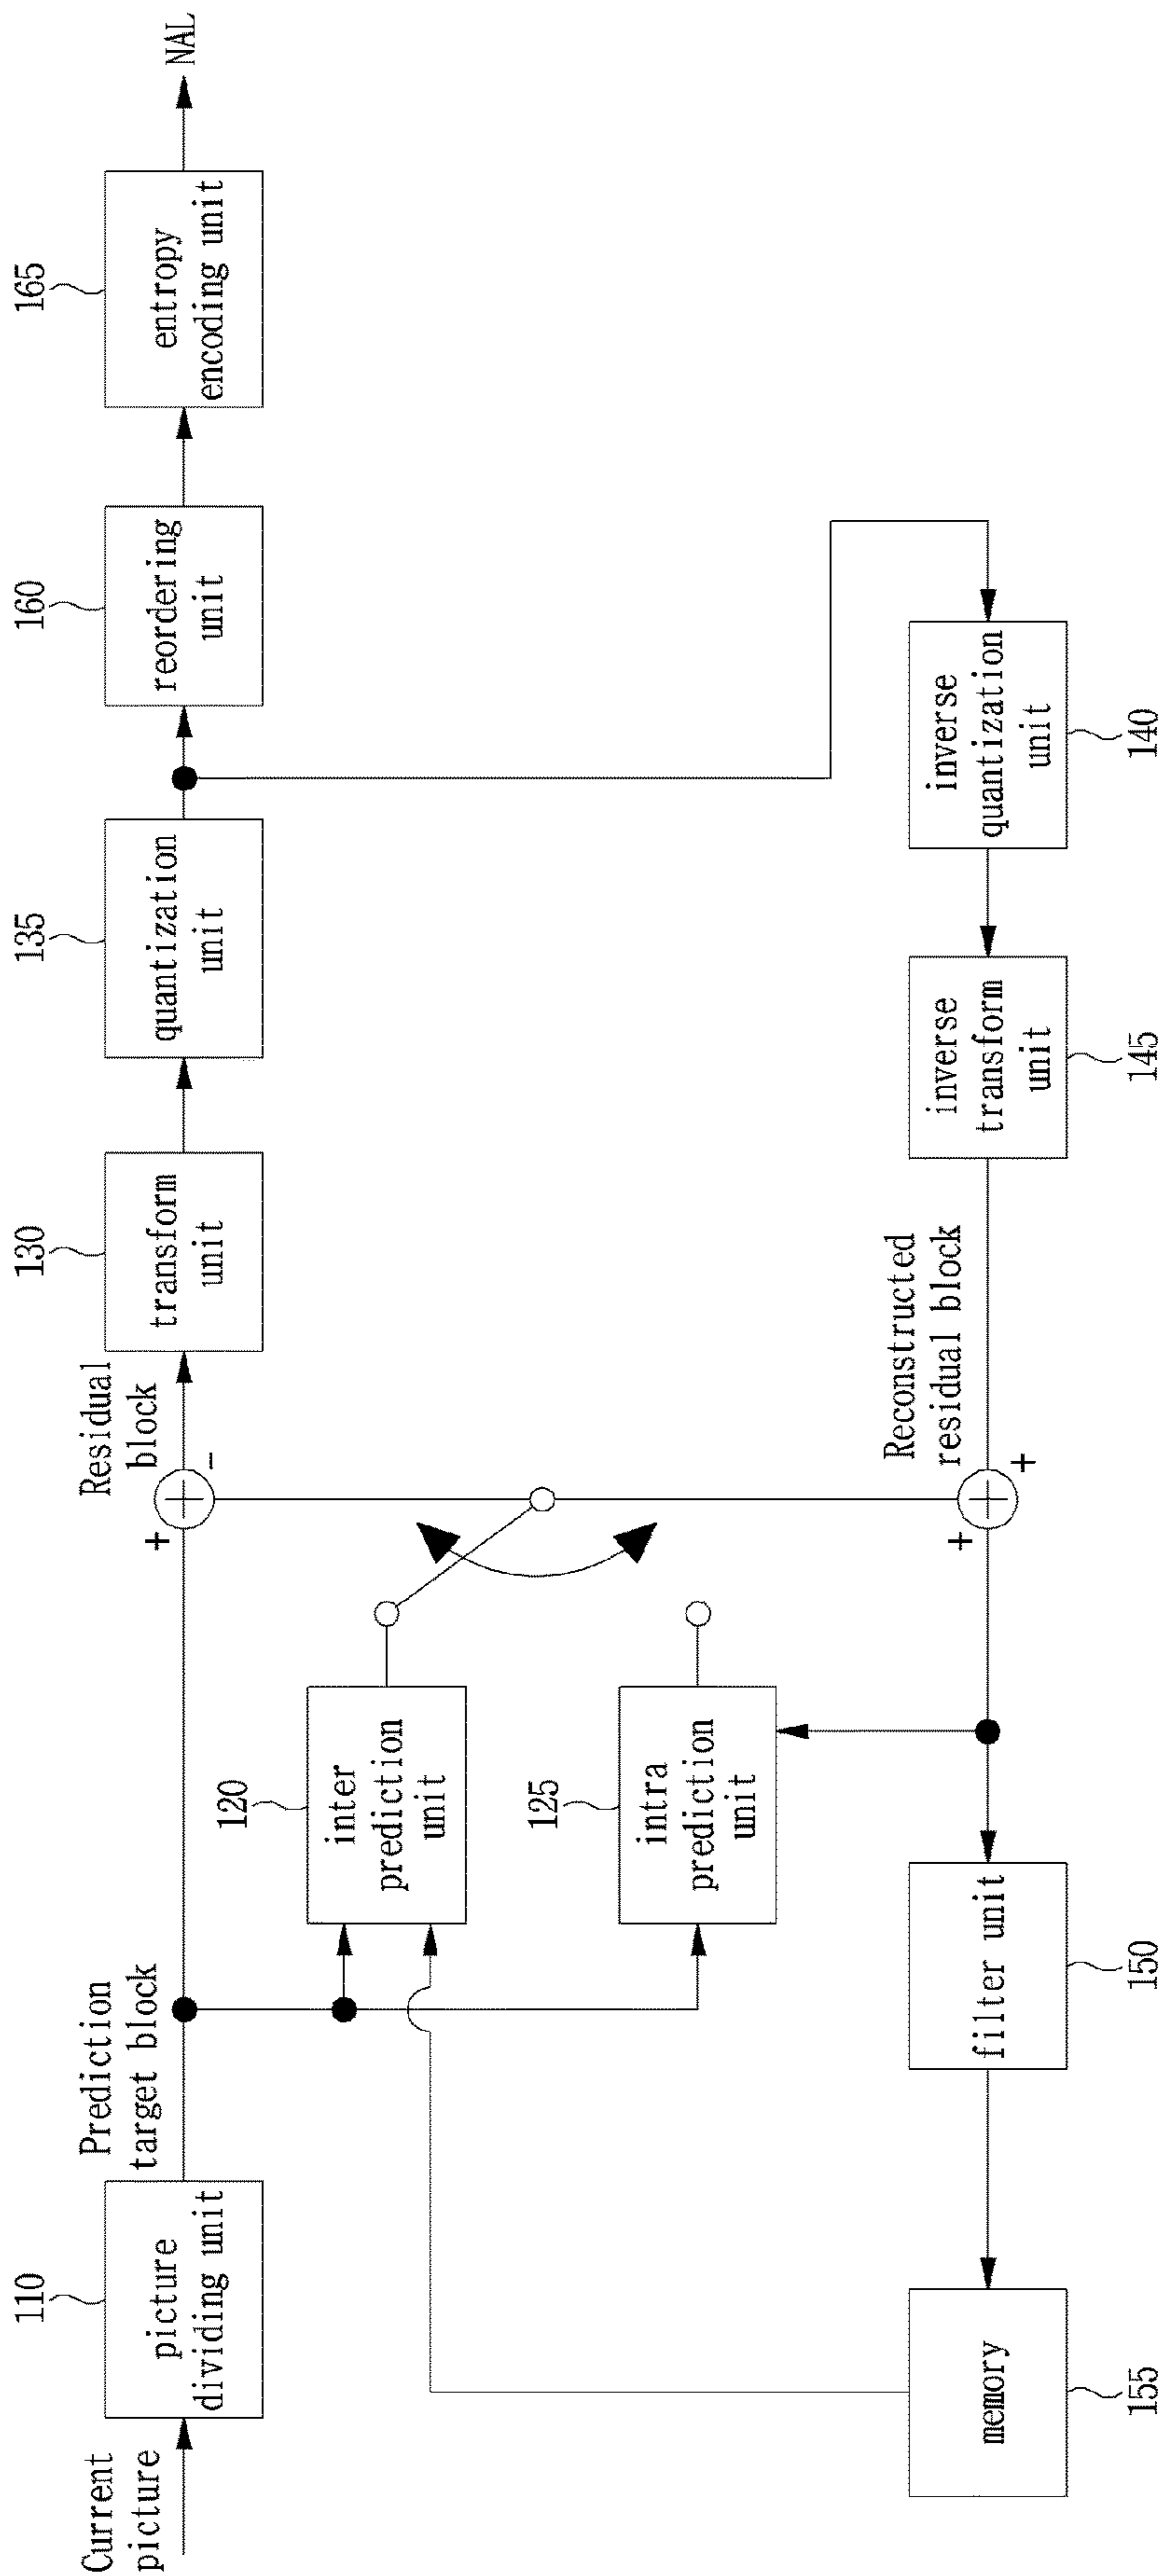 Current
picture
110
picture
dividing unit
Prediction
target block
+
-
Residual
block
130
transform
unit
135
quantization
unit
160
reordering
unit
165
entropy
encoding unit
NAL
120
inter
prediction
unit
125
intra
prediction
unit
memory
155
filter unit
150
+
+
Reconstructed
residual block
inverse
transform
unit
145
inverse
quantization
unit
140